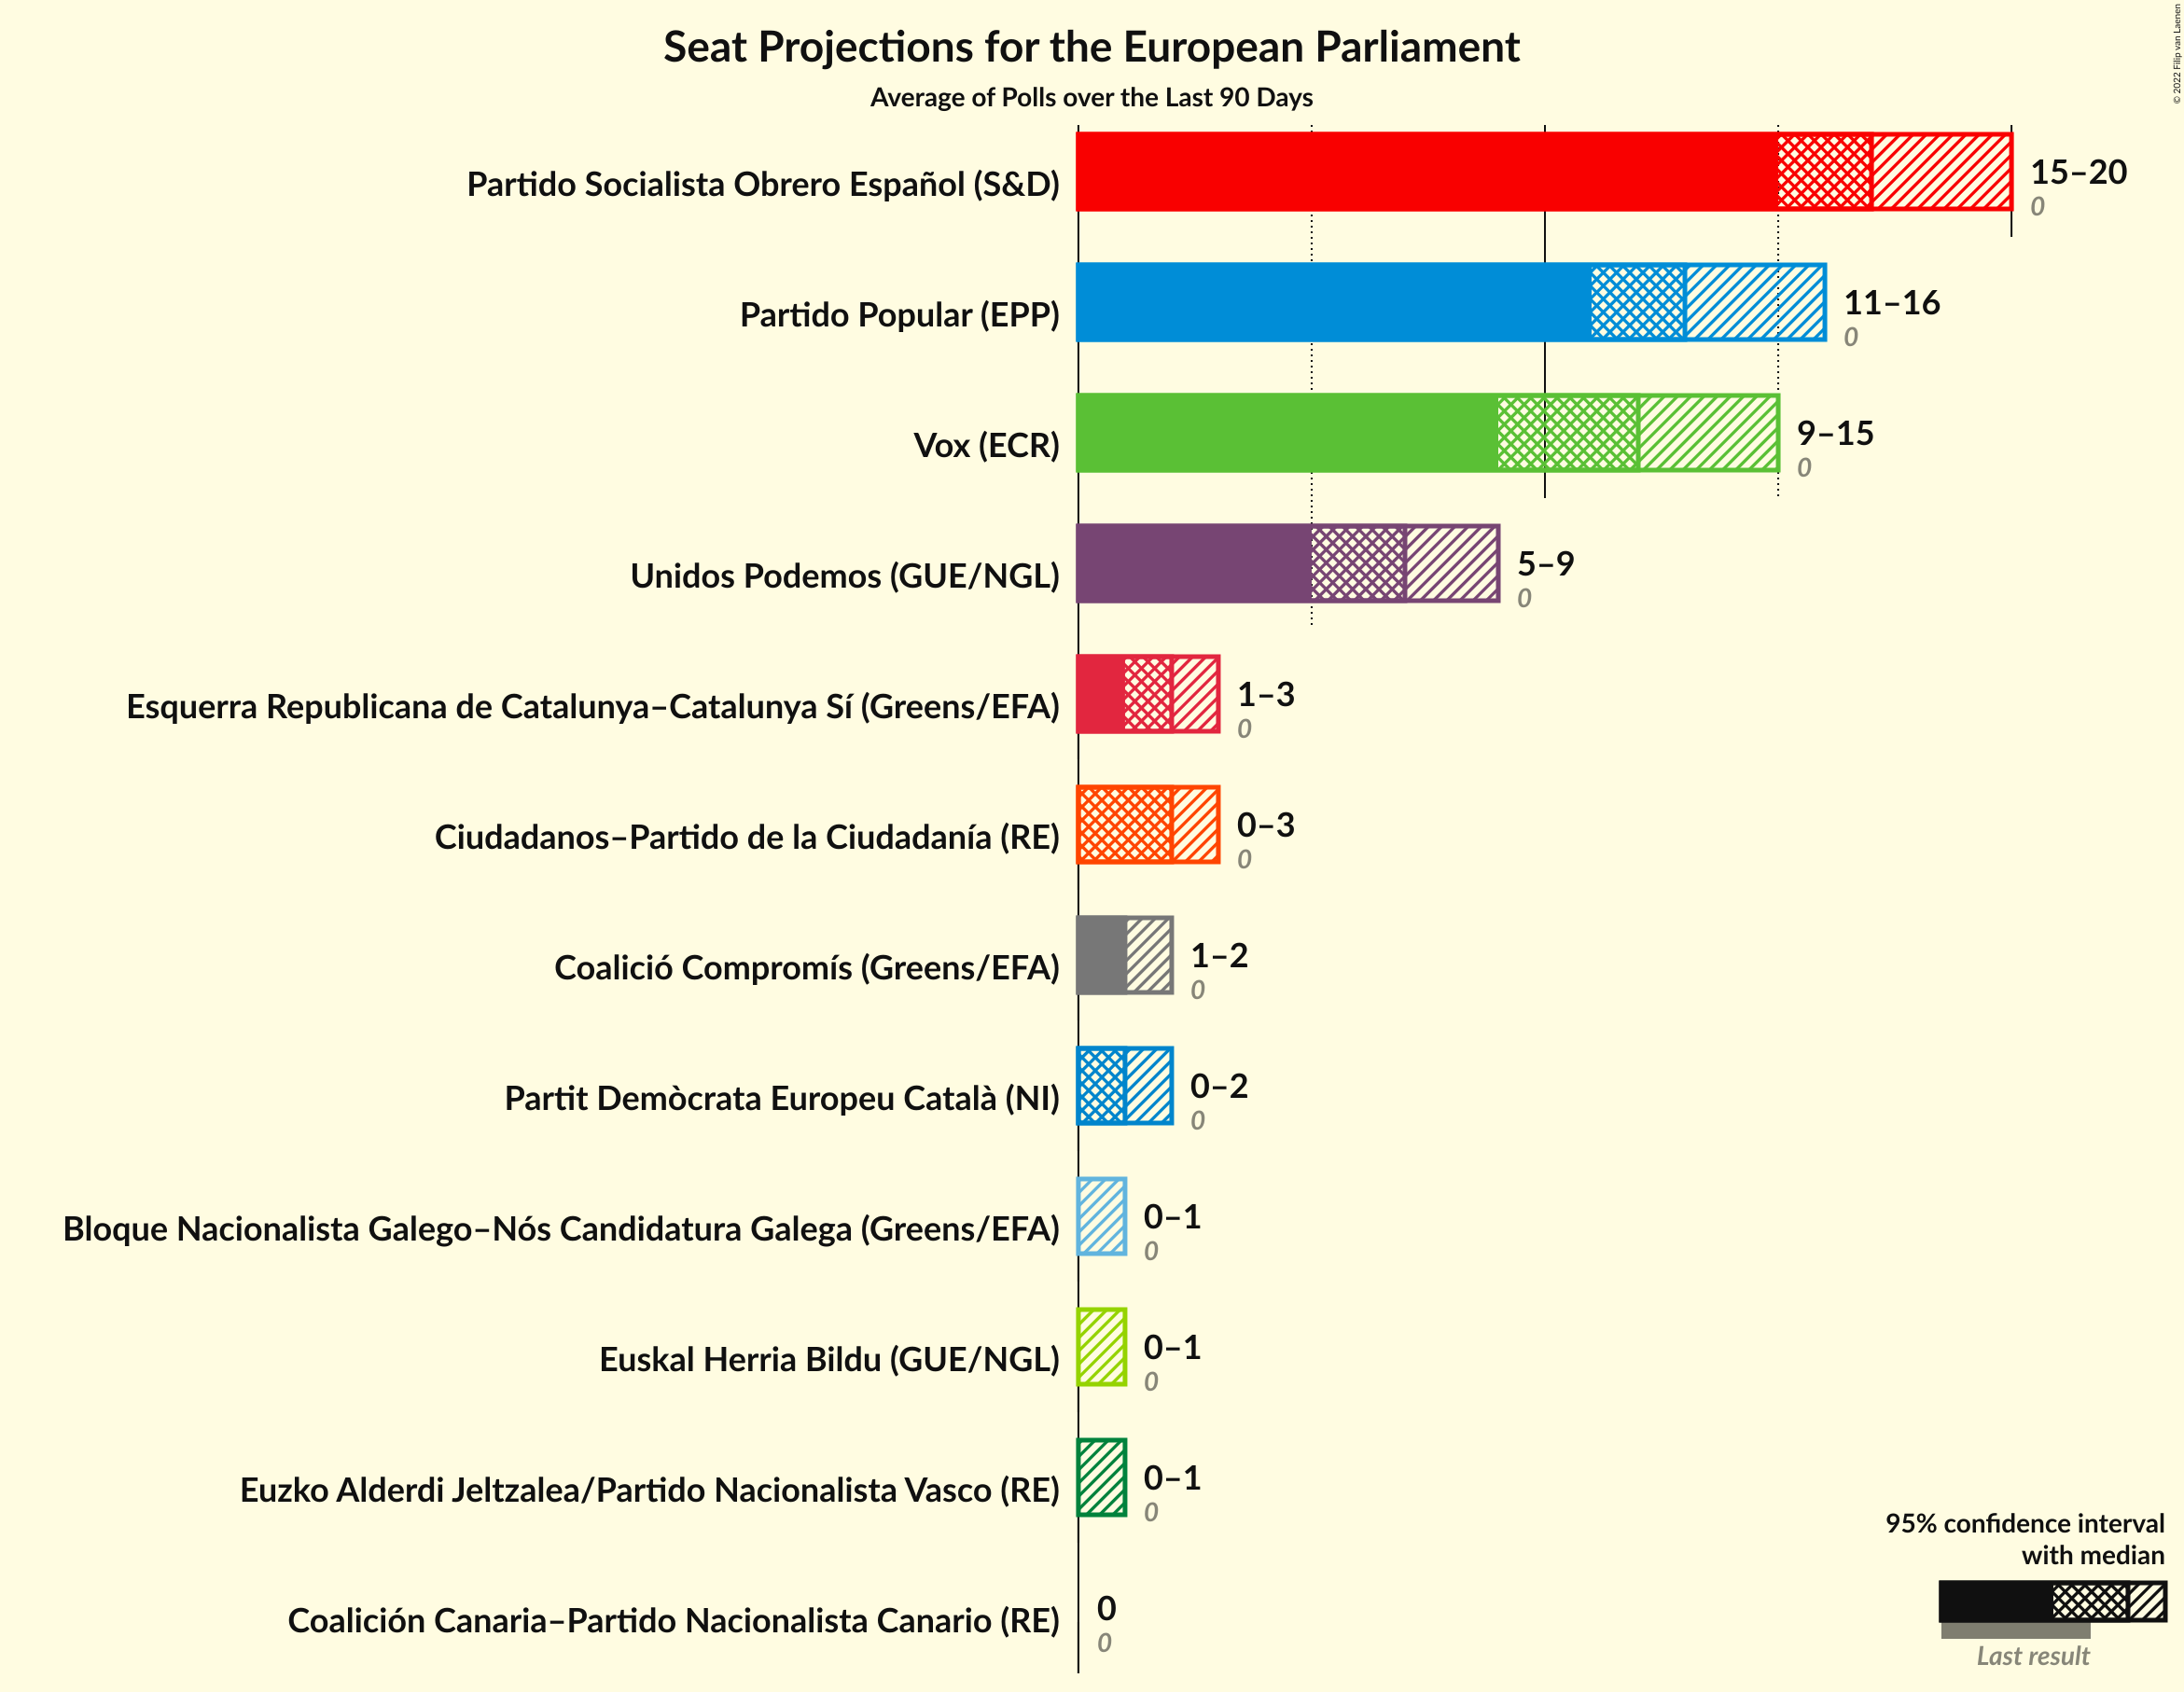 © 2022 Filip van Laenen
Seat Projections for the European Parliament
Average of Polls over the Last 90 Days
Partido Socialista Obrero Español (S&D)
15–20
0
Partido Popular (EPP)
11–16
0
Vox (ECR)
9–15
0
Unidos Podemos (GUE/NGL)
5–9
0
Esquerra Republicana de Catalunya–Catalunya Sí (Greens/EFA)
1–3
0
Ciudadanos–Partido de la Ciudadanía (RE)
0–3
0
Coalició Compromís (Greens/EFA)
1–2
0
Partit Demòcrata Europeu Català (NI)
0–2
0
Bloque Nacionalista Galego–Nós Candidatura Galega (Greens/EFA)
0–1
0
Euskal Herria Bildu (GUE/NGL)
0–1
0
Euzko Alderdi Jeltzalea/Partido Nacionalista Vasco (RE)
0–1
0
Coalición Canaria–Partido Nacionalista Canario (RE)
0
0
95% confidence interval
with median
Last result